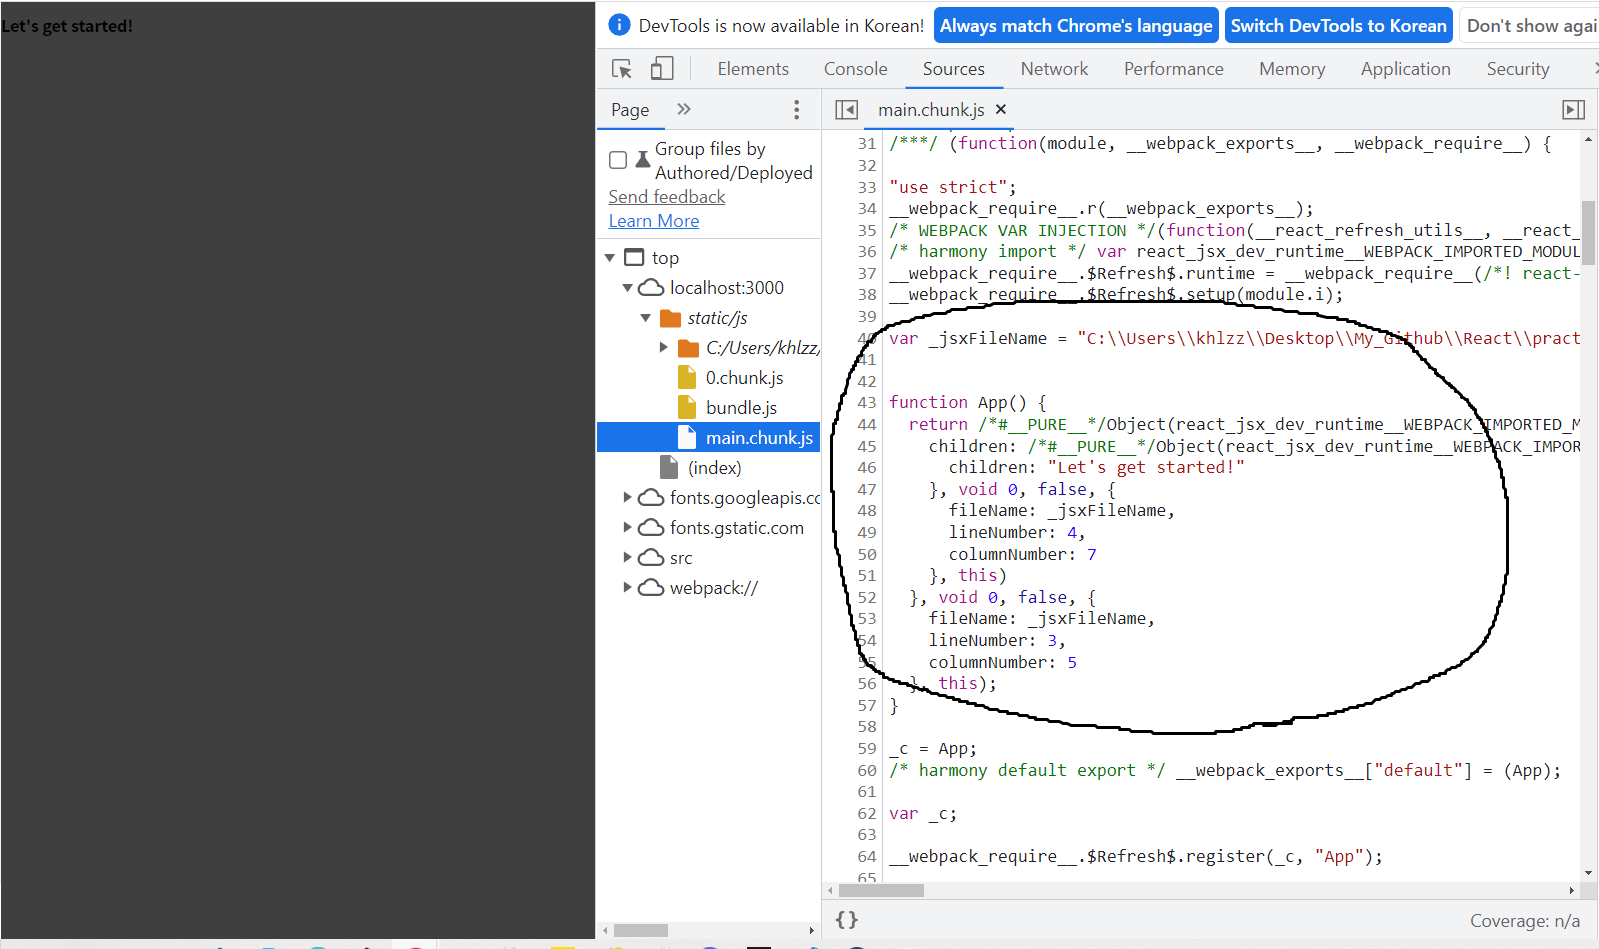 Let's get started!
DevTools is now available in Korean!
Always match Chrome's language
Switch DevTools to Korean
Don't show agai
Elements
Console
Sources
Network
Performance
Memory
Application
Security
Page
main.chunk.js
Group files by
Authored/Deployed
Send feedback
Learn More
top
localhost:3000
static/js
C:/Users/khlzz/
0.chunk.js
bundle.js
main.chunk.js
(index)
fonts.googleapis.cc
fonts.gstatic.com
src
webpack://
31 /***/ (function(module, __webpack_exports__, __webpack_require__) {
32
33 "use strict";
34 __webpack_require__.r(__webpack_exports__);
35 /* WEBPACK VAR INJECTION */(function(__react_refresh_utils__, __react_
36 /* harmony import */ var react_jsx_dev_runtime__WEBPACK_IMPORTED_MODUL
37 __webpack_require__.$Refresh$.runtime = __webpack_require__(/*! react-
38 __webpack_require__.$Refresh$.setup(module.i);
39
40 var _jsxFileName = "C:\\Users\\khlzz\\Desktop\\My_Github\\React\\pract
41
42
43 function App() {
44 return /*#__PURE__*/Object(react_jsx_dev_runtime__WEBPACK_IMPORTED_M
45 children: /*#__PURE__*/Object(react_jsx_dev_runtime__WEBPACK_IMPOR
46 children: "Let's get started!"
47 }, void 0, false, {
48 fileName: _jsxFileName,
49 lineNumber: 4,
50 columnNumber: 7
51 }, this)
52 }, void 0, false, {
53 fileName: _jsxFileName,
54 lineNumber: 3,
55 columnNumber: 5
56 }, this);
57 }
58
59 _c = App;
60 /* harmony default export */ __webpack_exports__["default"] = (App);
61
62 var _c;
63
64 __webpack_require__.$Refresh$.register(_c, "App");
65
{}
Coverage: n/a